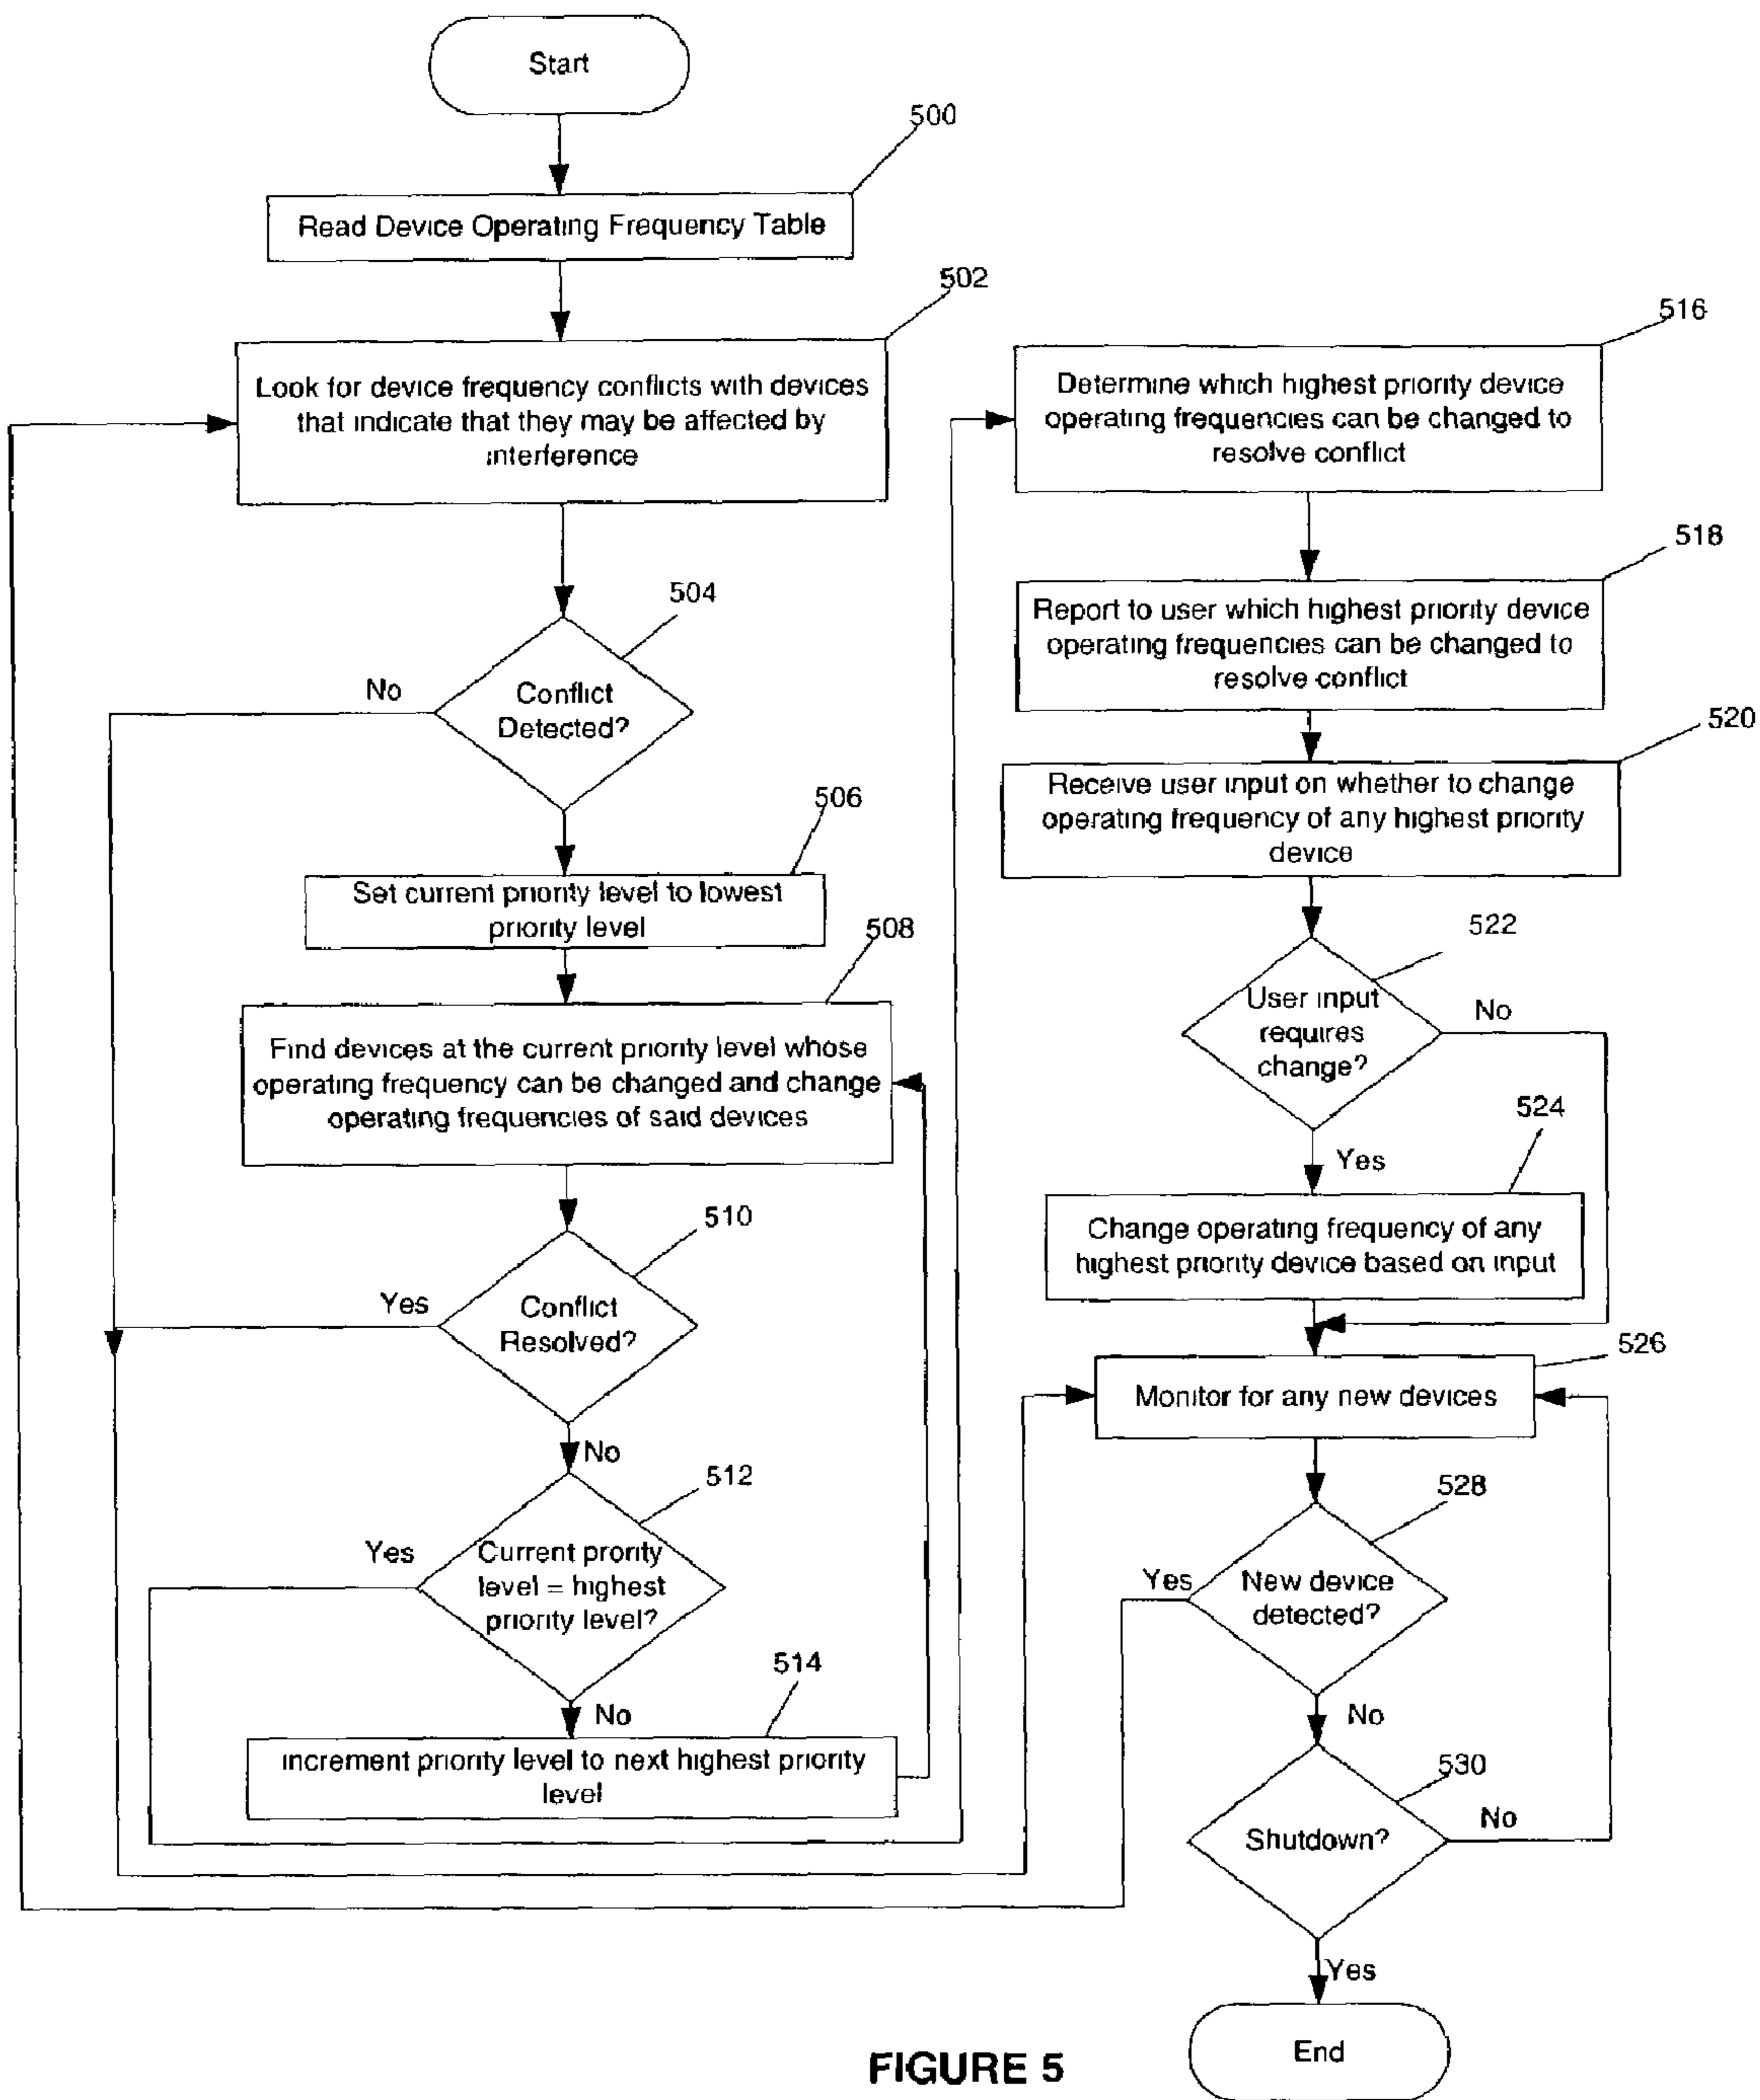 Start
500
Read Device Operating Frequency Table
502
Look for device frequency conflicts with devices
that indicate that they may be affected by
interference
504
Conflict
Detected?
No
506
Set current priority level to lowest
priority level
508
Find devices at the current priority level whose
operating frequency can be changed and change
operating frequencies of said devices
510
Yes
Conflict
Resolved?
No
512
Yes
Current prority
level = highest
priority level?
514
No
increment priority level to next highest priority
level
516
Determine which highest priority device
operating frequencies can be changed to
resolve conflict
518
Report to user which highest priority device
operating frequencies can be changed to
resolve conflict
520
Receive user input on whether to change
operating frequency of any highest priority
device
522
User input
requires
change?
No
524
Yes
Change operating frequency of any
highest priority device based on input
526
Monitor for any new devices
528
Yes
New device
detected?
No
530
Shutdown?
No
Yes
End
FIGURE 5